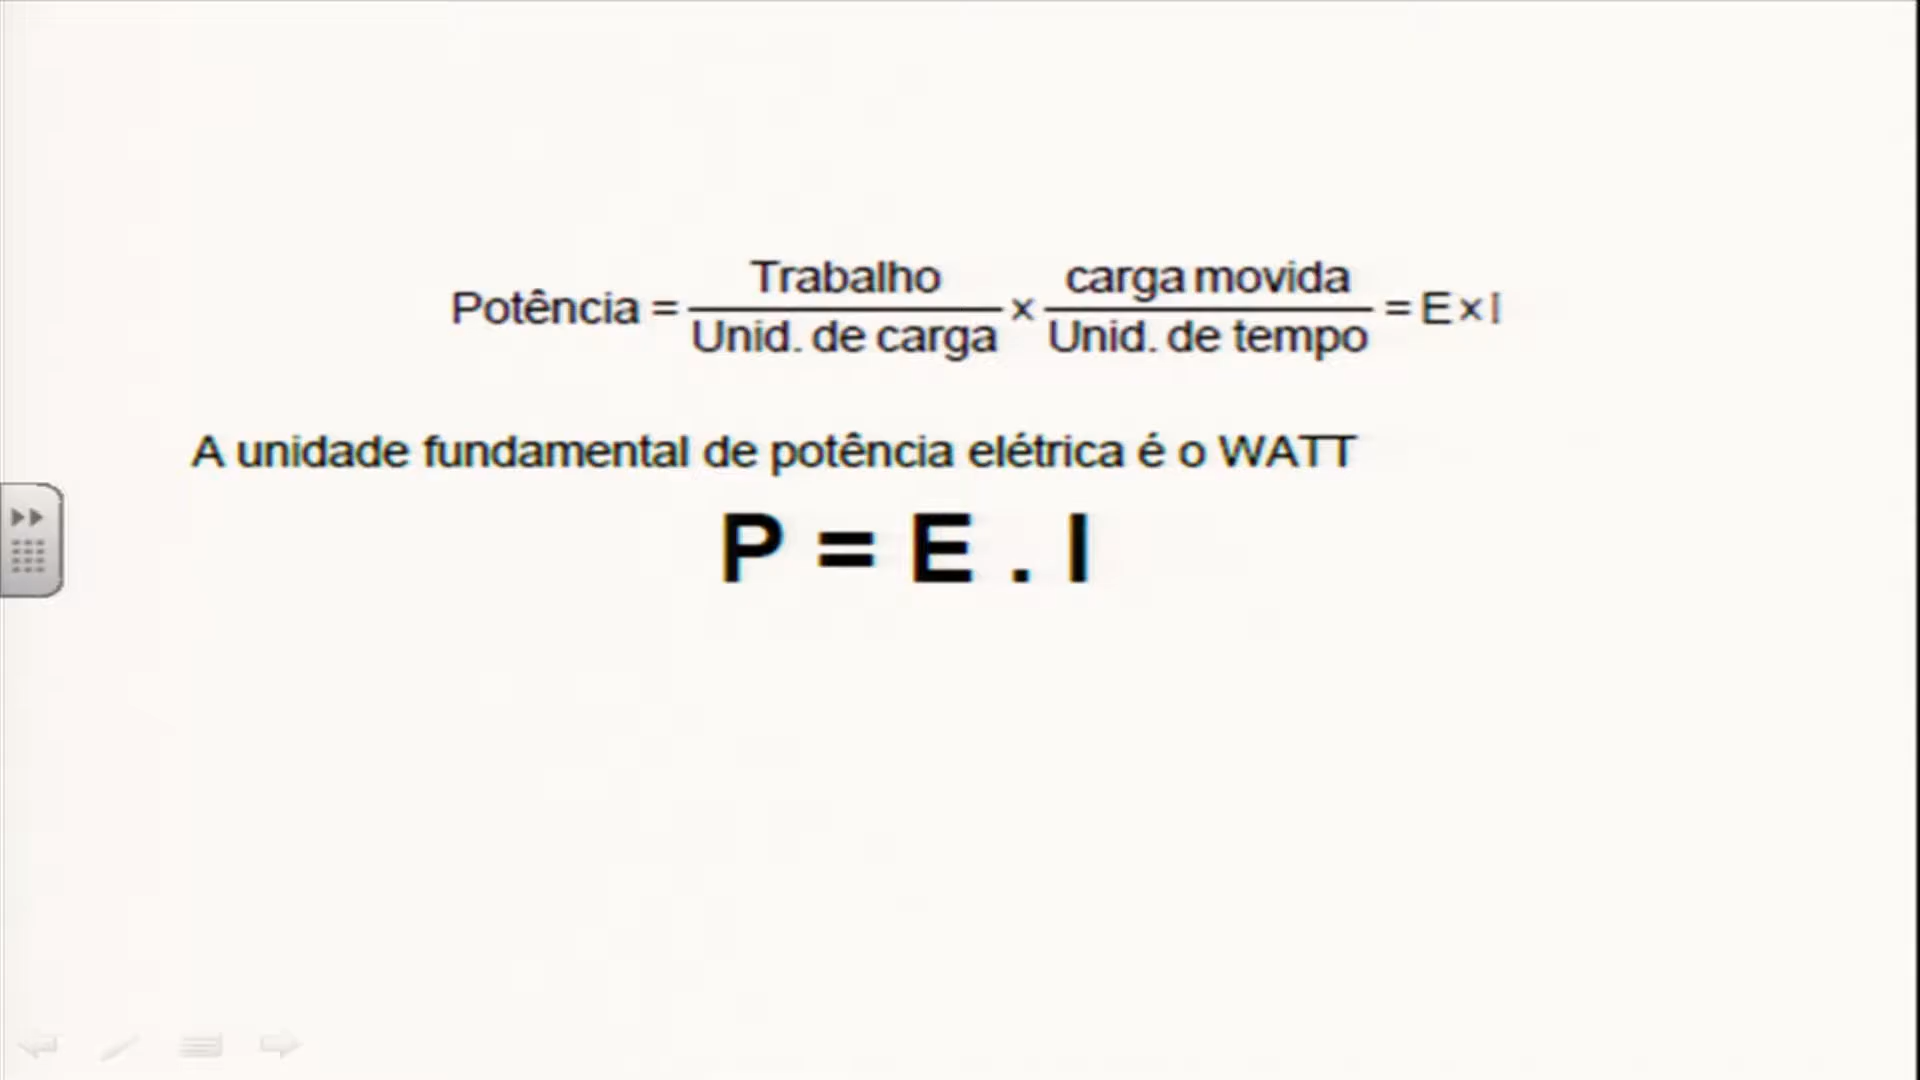 Potência = Trabalho / Unid. de carga × carga movida / Unid. de tempo = E × I
A unidade fundamental de potência elétrica é o WATT
P = E . I